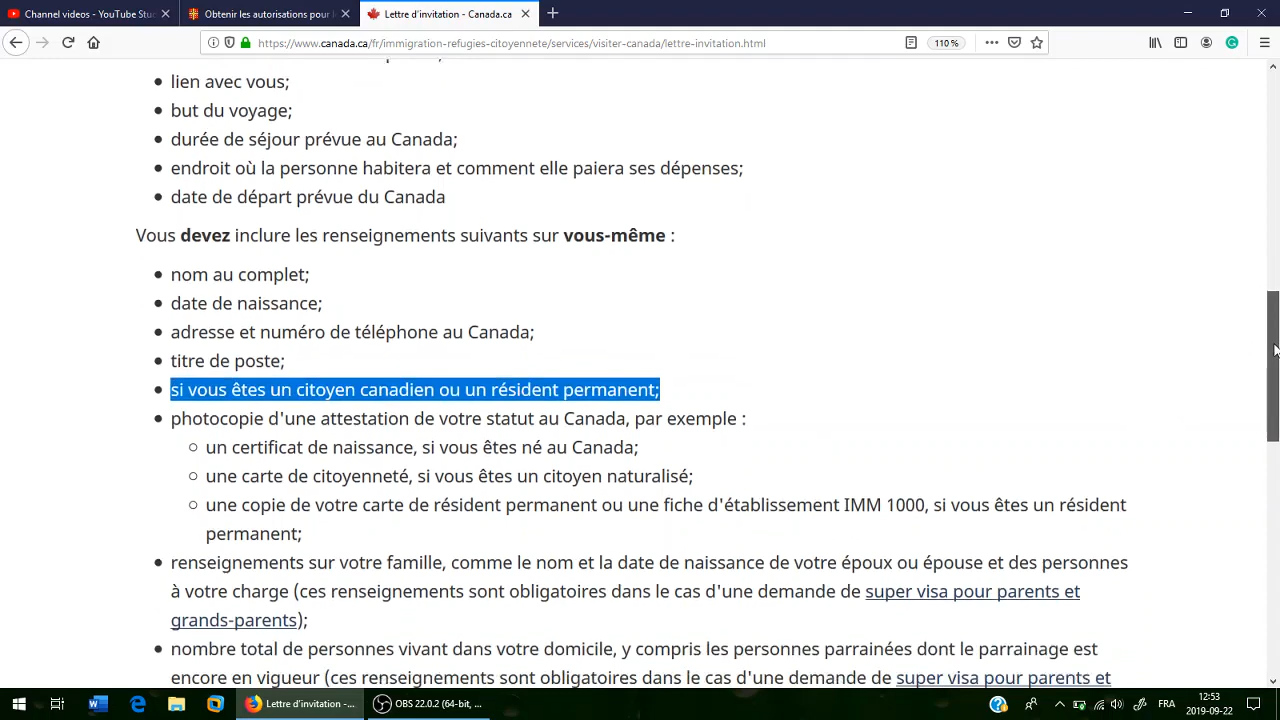 Channel videos - YouTube Stu
Obtenir les autorisations pour l
Lettre d'invitation - Canada.ca
https://www.canada.ca/fr/immigration-refugies-citoyennete/services/visiter-canada/lettre-invitation.html
110 %
lien avec vous;
but du voyage;
durée de séjour prévue au Canada;
endroit où la personne habitera et comment elle paiera ses dépenses;
date de départ prévue du Canada
Vous devez inclure les renseignements suivants sur vous-même :
nom au complet;
date de naissance;
adresse et numéro de téléphone au Canada;
titre de poste;
si vous êtes un citoyen canadien ou un résident permanent;
photocopie d'une attestation de votre statut au Canada, par exemple :
un certificat de naissance, si vous êtes né au Canada;
une carte de citoyenneté, si vous êtes un citoyen naturalisé;
une copie de votre carte de résident permanent ou une fiche d'établissement IMM 1000, si vous êtes un résident
permanent;
renseignements sur votre famille, comme le nom et la date de naissance de votre époux ou épouse et des personnes
à votre charge (ces renseignements sont obligatoires dans le cas d'une demande de super visa pour parents et
grands-parents);
nombre total de personnes vivant dans votre domicile, y compris les personnes parrainées dont le parrainage est
encore en vigueur (ces renseignements sont obligatoires dans le cas d'une demande de super visa pour parents et
Lettre d'invitation -...
OBS 22.0.2 (64-bit, ...
FRA
12:53
2019-09-22